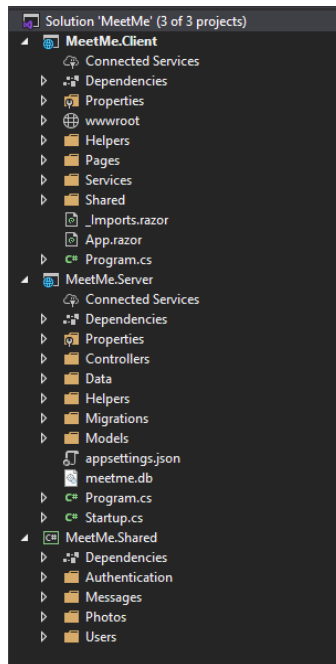 Solution 'MeetMe' (3 of 3 projects)
MeetMe.Client
Connected Services
Dependencies
Properties
wwwroot
Helpers
Pages
Services
Shared
_Imports.razor
App.razor
C# Program.cs
MeetMe.Server
Connected Services
Dependencies
Properties
Controllers
Data
Helpers
Migrations
Models
appsettings.json
meetme.db
C# Program.cs
C# Startup.cs
C# MeetMe.Shared
Dependencies
Authentication
Messages
Photos
Users